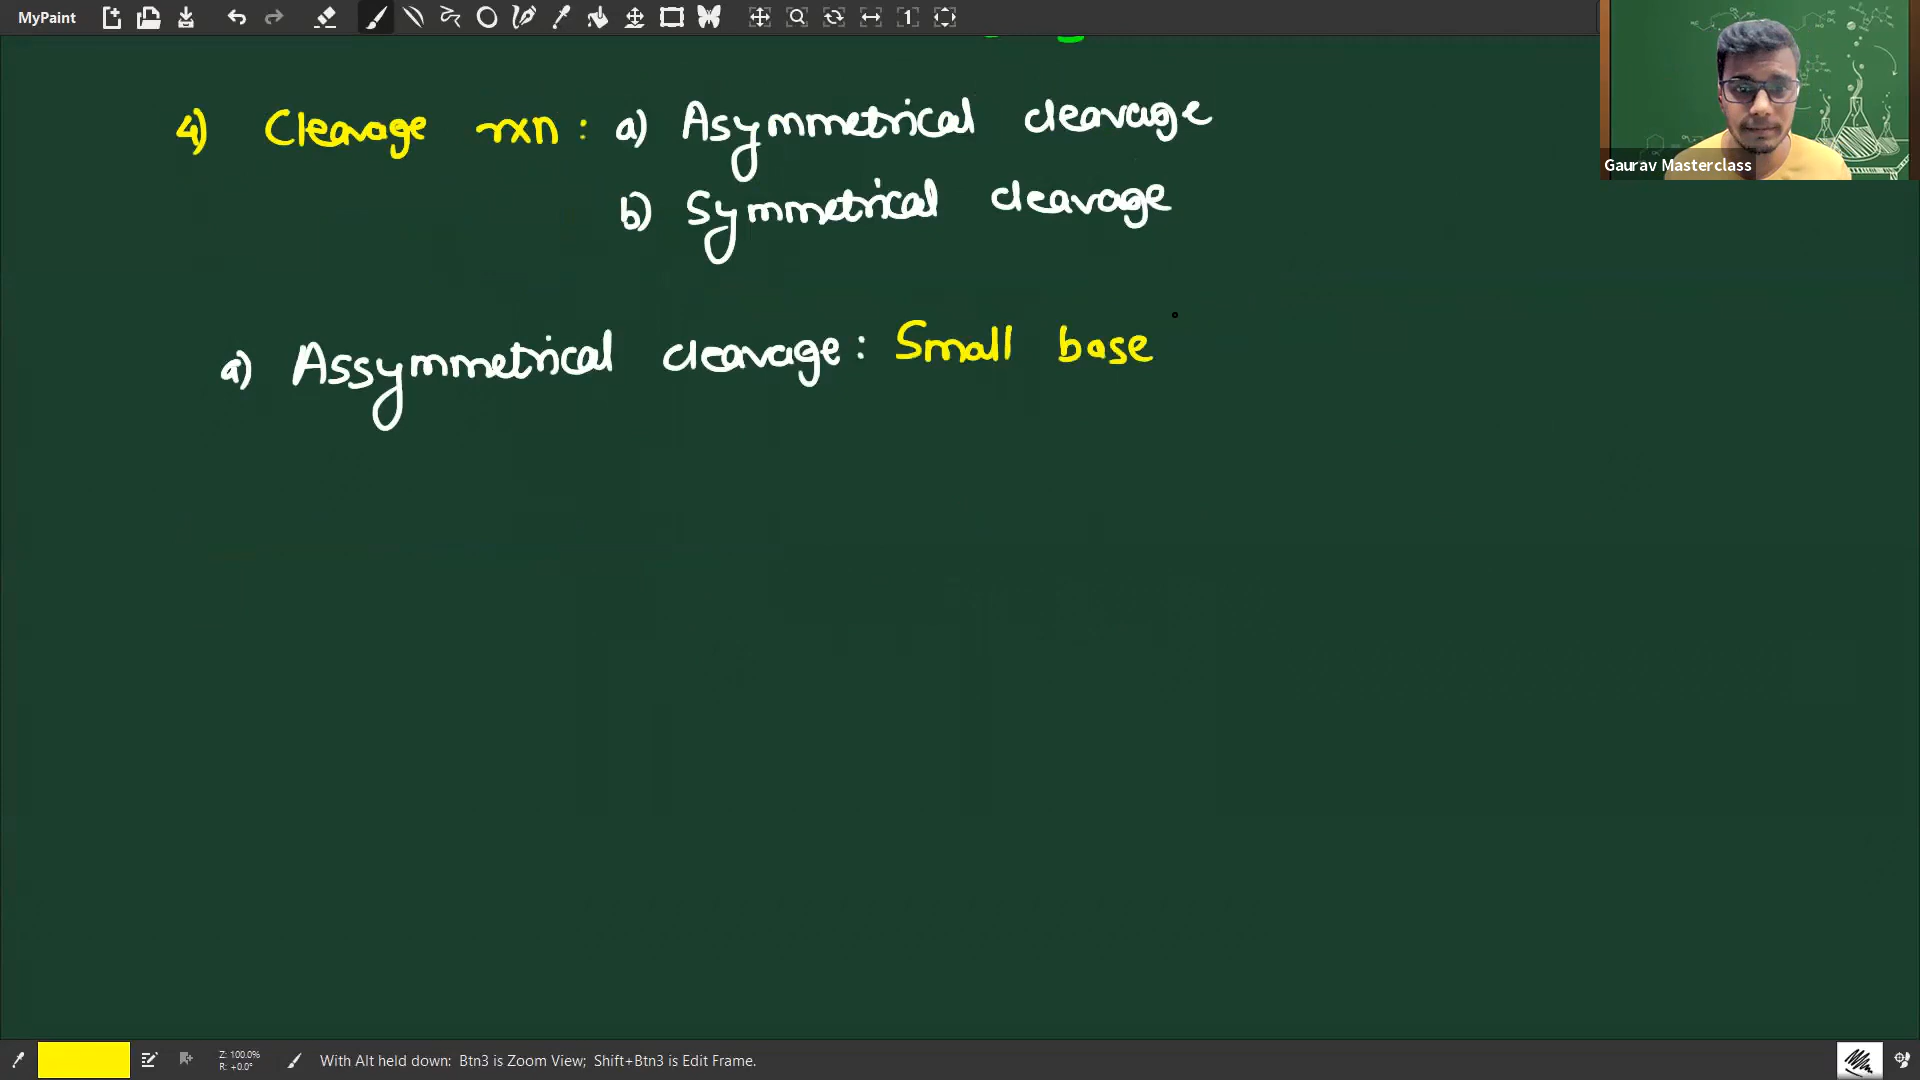 MyPaint
4) Cleavage rxn: a) Asymmetrical cleavage
b) Symmetrical cleavage
a) Assymmetrical cleavage: Small base
Gaurav Masterclass
Z: 100.0%
R: +0.0°
With Alt held down: Btn3 is Zoom View; Shift+Btn3 is Edit Frame.